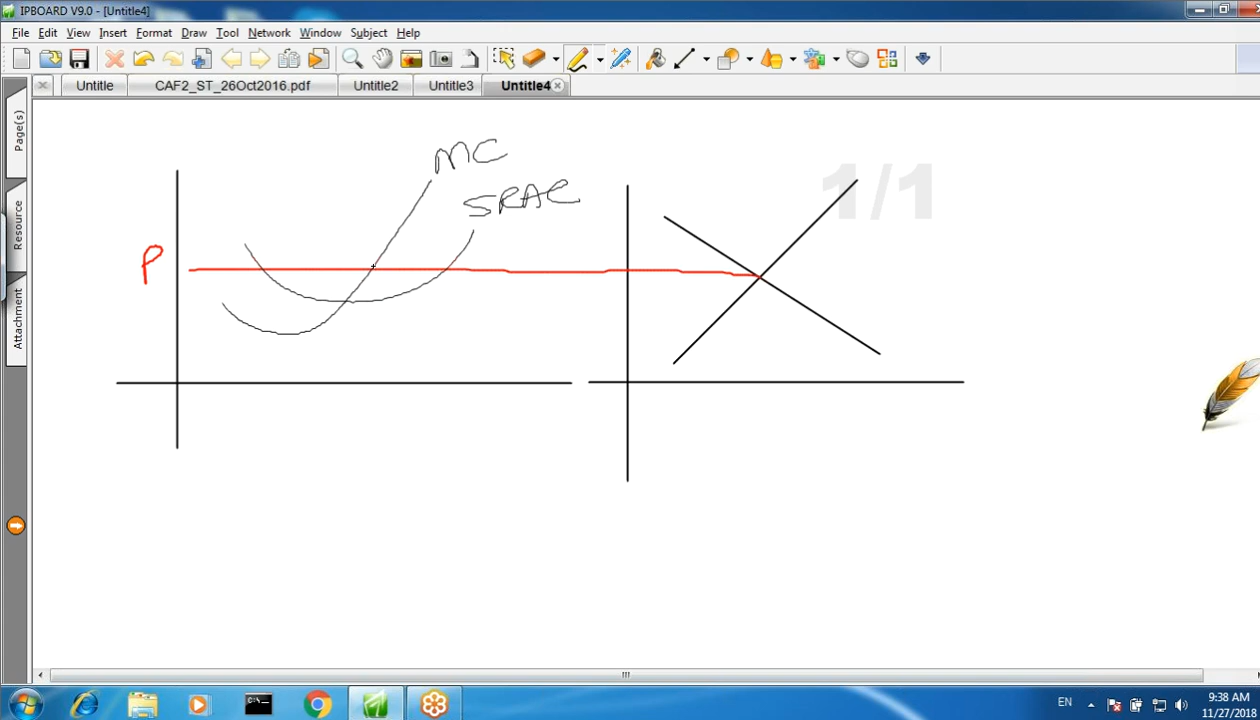 IPBOARD V9.0 - [Untitle4]
File Edit View Insert Format Draw Tool Network Window Subject Help
Untitle CAF2_ST_26Oct2016.pdf Untitle2 Untitle3 Untitle4
Page(s)
Resource
Attachment
1/1
MC
SRAC
P
EN
9:38 AM
11/27/2018